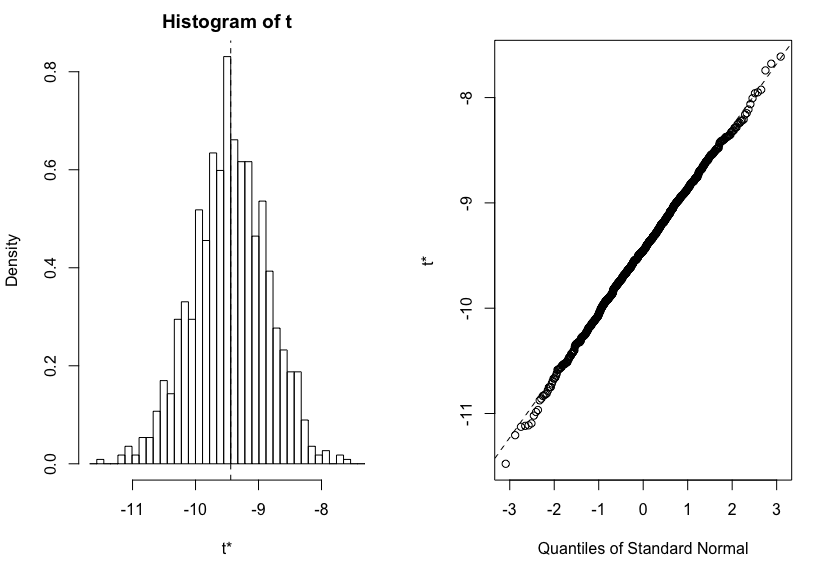 Histogram of t
Density
0.0 0.2 0.4 0.6 0.8
-11 -10 -9 -8
t*
t*
-11 -10 -9 -8
-3 -2 -1 0 1 2 3
Quantiles of Standard Normal